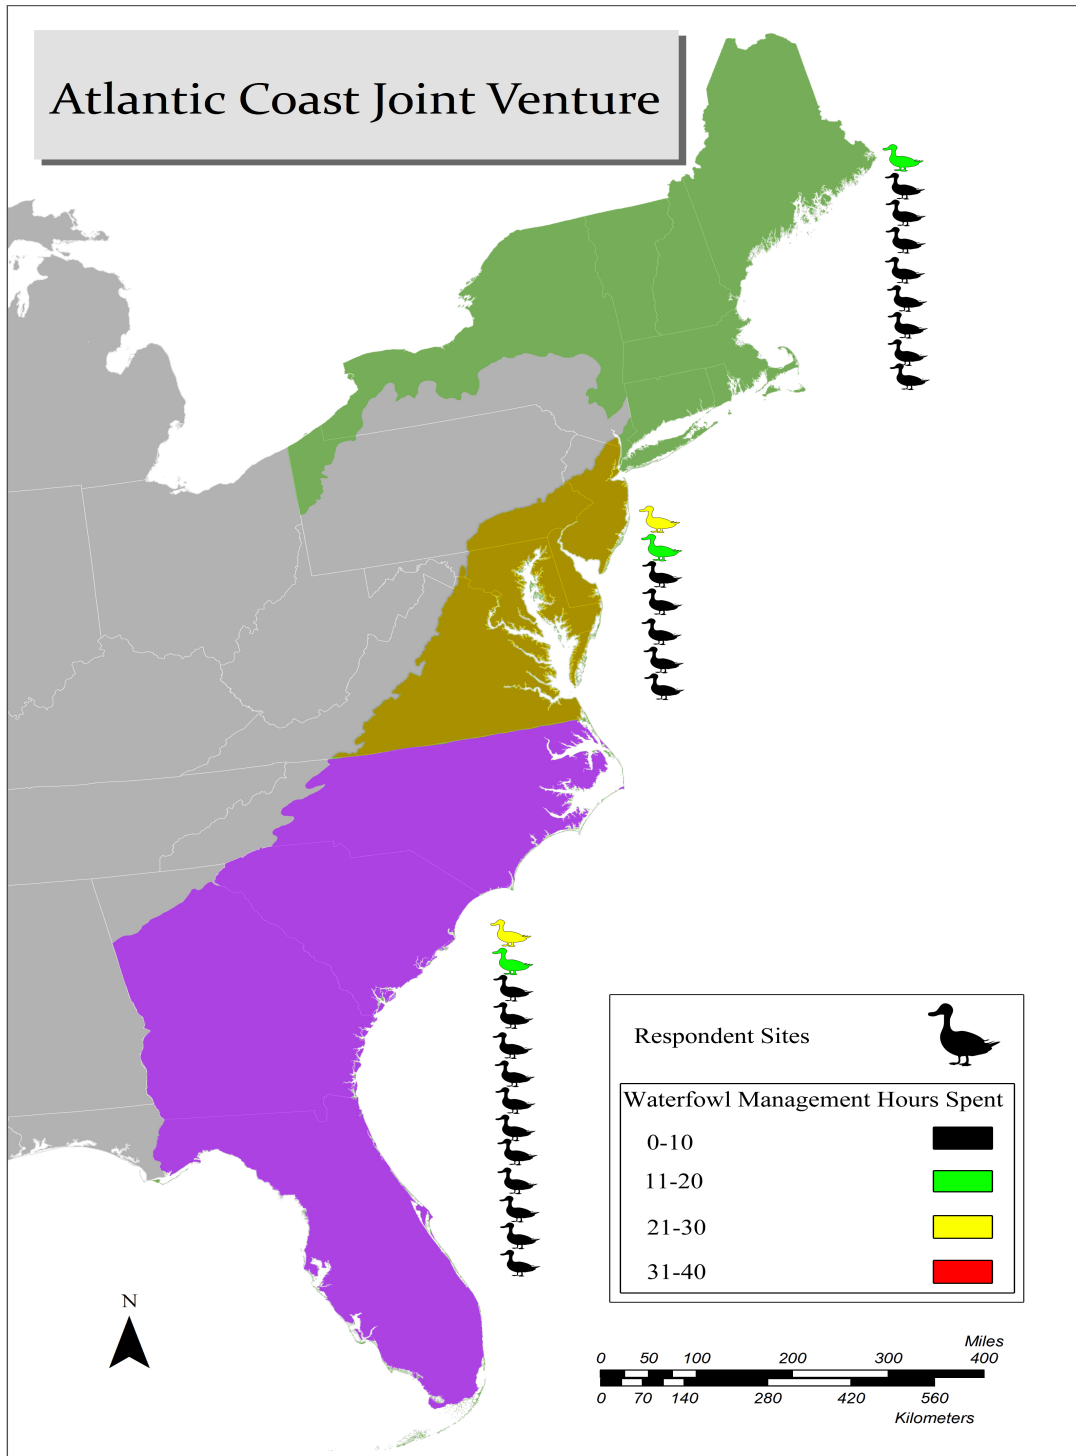 Atlantic Coast Joint Venture
Respondent Sites
Waterfowl Management Hours Spent
0-10
11-20
21-30
31-40
N
Miles
0 50 100 200 300 400
0 70 140 280 420 560
Kilometers